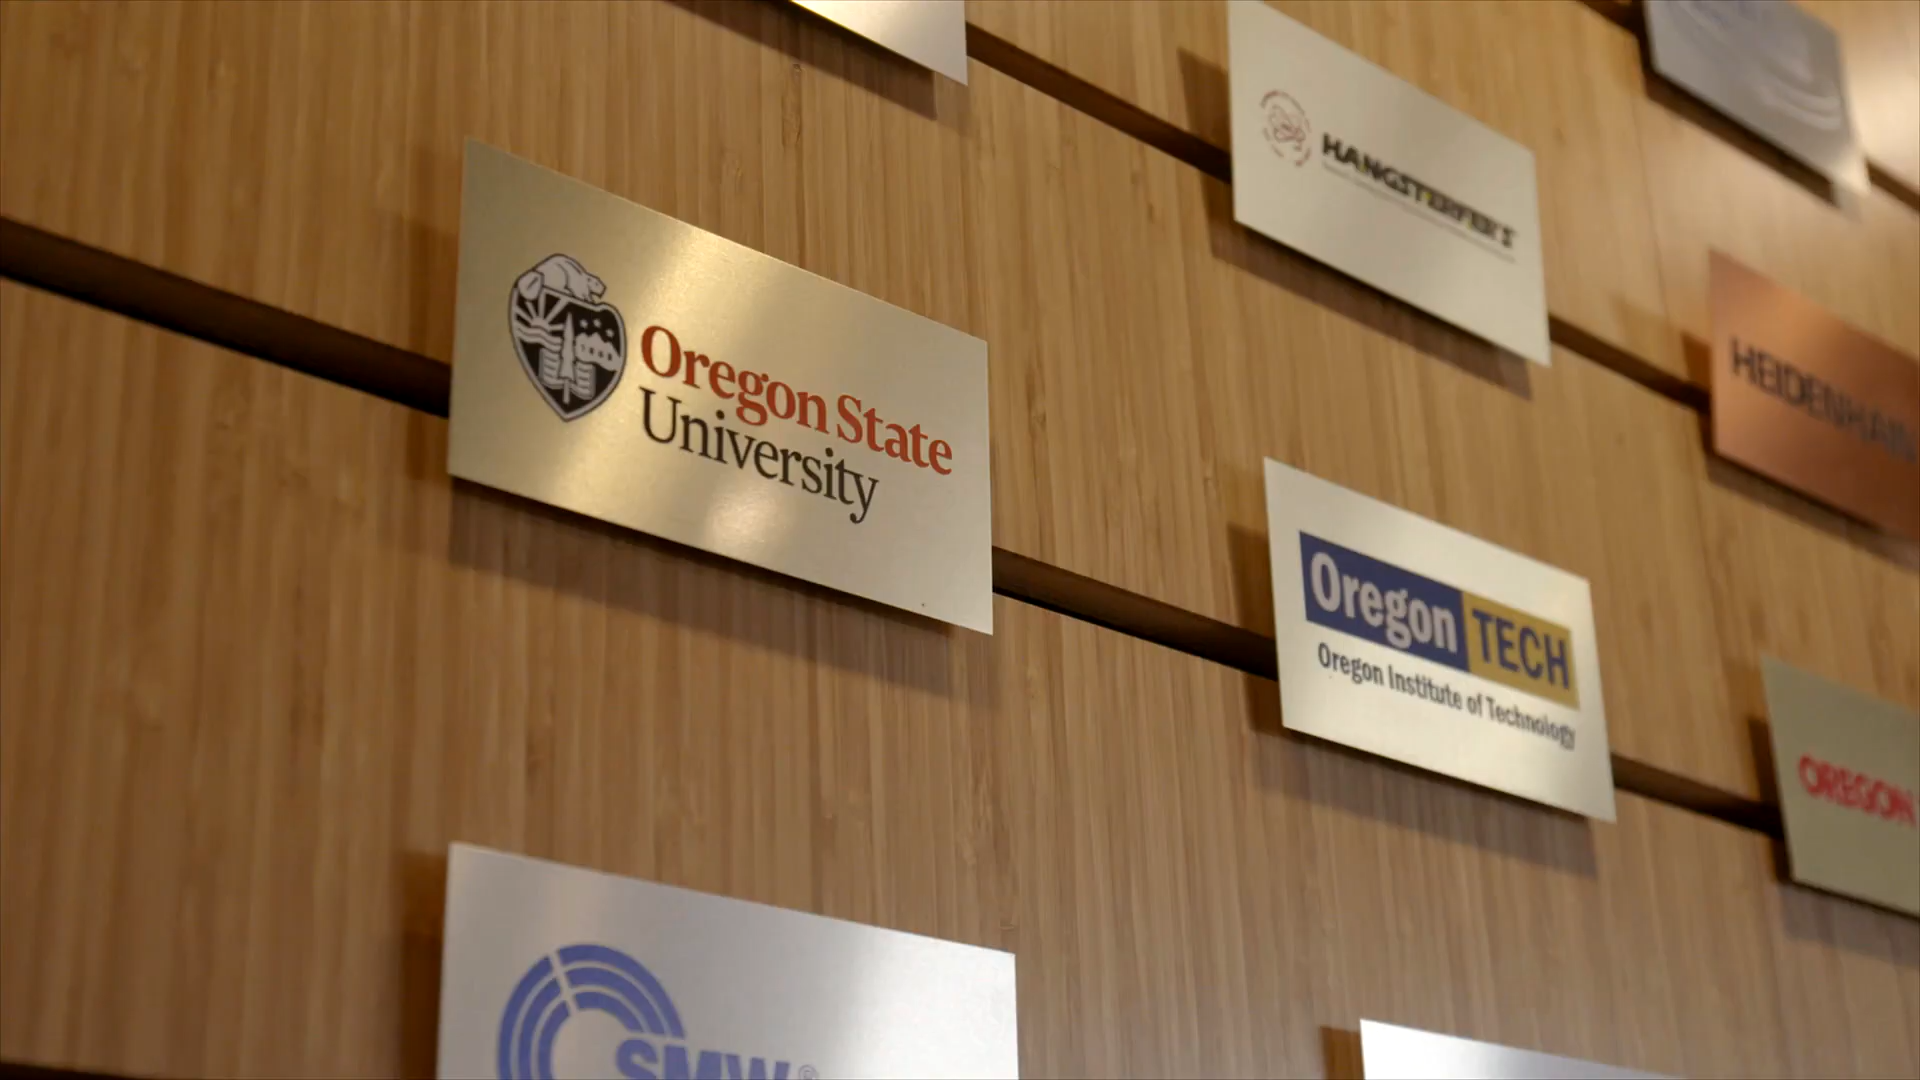 HANGSTERFER'S
HEIDENHAIN
Oregon State
University
Oregon TECH
Oregon Institute of Technology
OREGON
SMW®